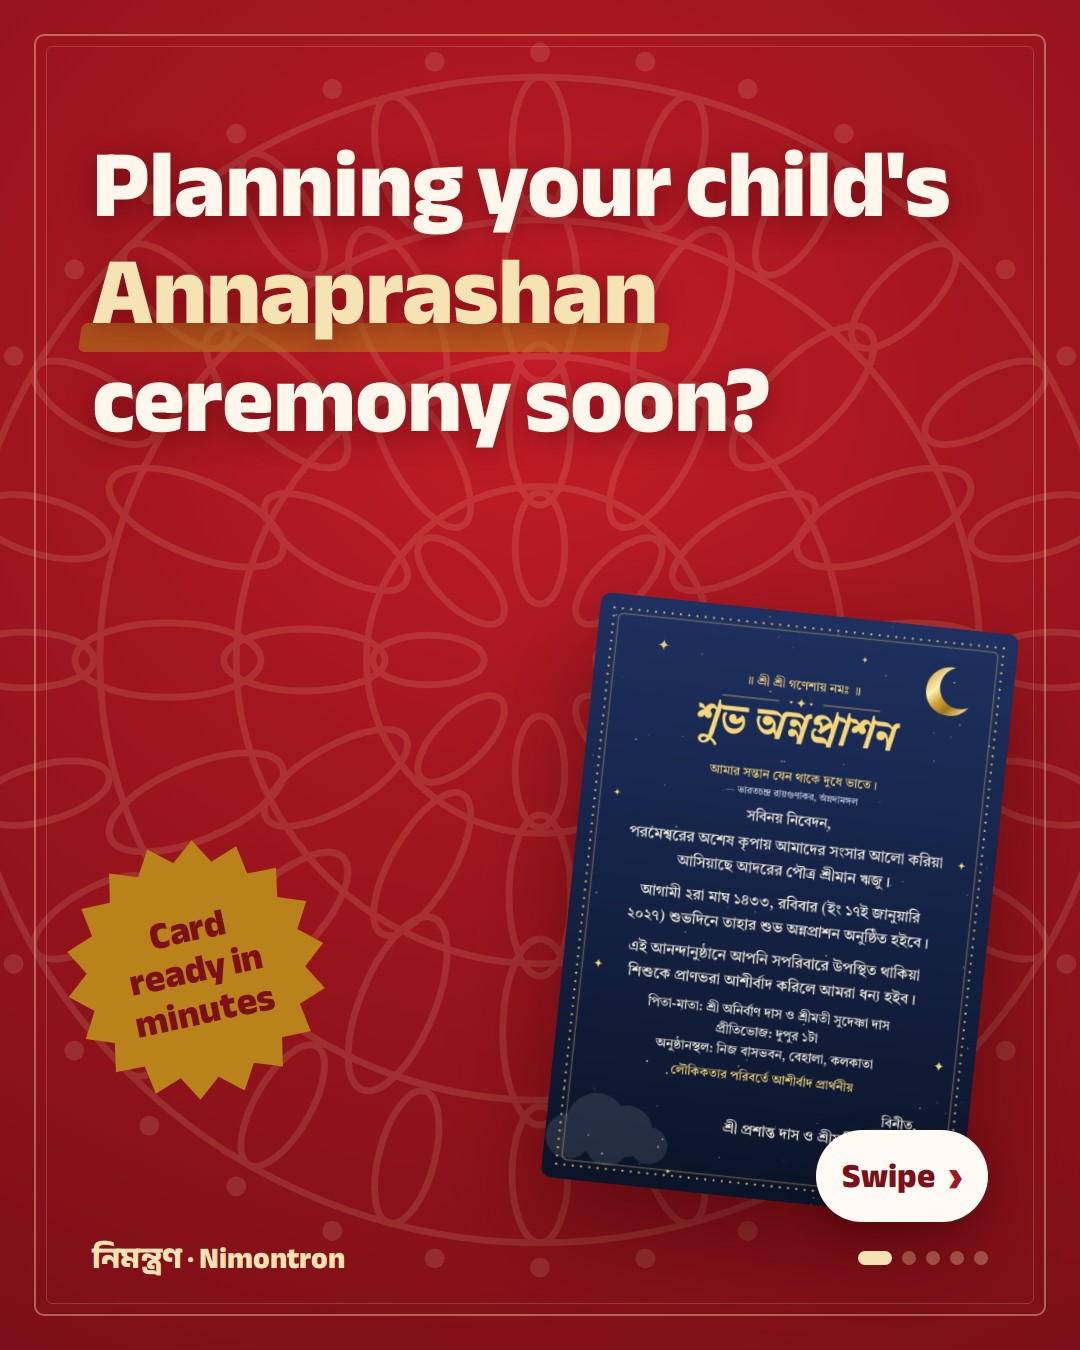 Planning your child's
Annaprashan
ceremony soon?
॥ শ্রী শ্রী গণেশায় নমঃ ॥
শুভ অন্নপ্রাশন
আমার সন্তান যেন থাকে দুধে ভাতে।
— ভারতচন্দ্র রায়গুণাকর, অন্নদামঙ্গল
সবিনয় নিবেদন,
পরমেশ্বরের অশেষ কৃপায় আমাদের সংসার আলো করিয়া
আসিয়াছে আদরের পৌত্র শ্রীমান ঋজু।
আগামী ২রা মাঘ ১৪৩৩, রবিবার (ইং ১৭ই জানুয়ারি
২০২৭) শুভদিনে তাহার শুভ অন্নপ্রাশন অনুষ্ঠিত হইবে।
এই আনন্দানুষ্ঠানে আপনি সপরিবারে উপস্থিত থাকিয়া
শিশুকে প্রাণভরা আশীর্বাদ করিলে আমরা ধন্য হইব।
পিতা-মাতা: শ্রী অনির্বাণ দাস ও শ্রীমতী সুদেষ্ণা দাস
প্রীতিভোজ: দুপুর ১টা
অনুষ্ঠানস্থল: নিজ বাসভবন, বেহালা, কলকাতা
লৌকিকতার পরিবর্তে আশীর্বাদ প্রার্থনীয়
বিনীত,
শ্রী প্রশান্ত দাস ও
Card
ready in
minutes
Swipe ›
নিমন্ত্রণ · Nimontron